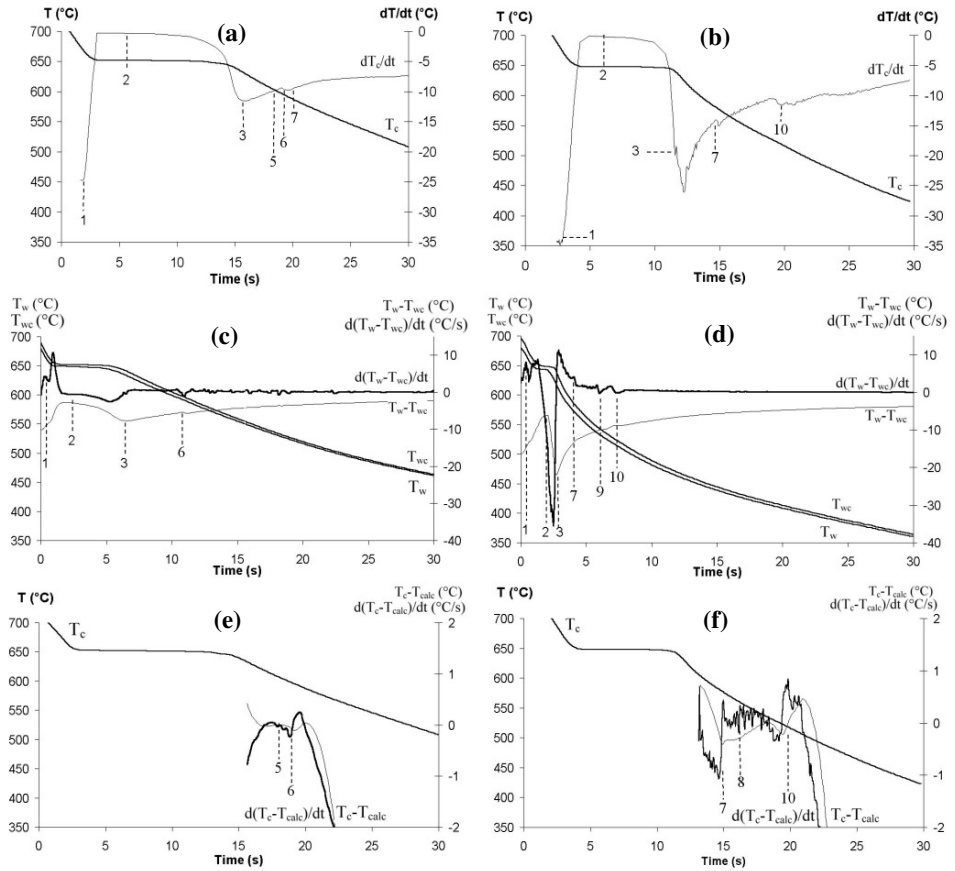 T (°C) dT/dt (°C)
(a)
700 0
650 -5
600 -10
550 -15
500 -20
450 -25
400 -30
350 -35
0 5 10 15 20 25 30
Time (s)
dTc/dt
Tc
1 2 3 5 6 7
T (°C) dT/dt (°C)
(b)
700 0
650 -5
600 -10
550 -15
500 -20
450 -25
400 -30
350 -35
0 5 10 15 20 25 30
Time (s)
dTc/dt
Tc
1 2 3 7 10
Tw (°C) Tw-Twc (°C)
Twc (°C) d(Tw-Twc)/dt (°C/s)
(c)
700
650 10
600 0
550 -10
500 -20
450
400 -30
350 -40
0 5 10 15 20 25 30
Time (s)
d(Tw-Twc)/dt
Tw-Twc
Twc
Tw
1 2 3 6
Tw (°C) Tw-Twc (°C)
Twc (°C) d(Tw-Twc)/dt (°C/s)
(d)
700
650 10
600 0
550 -10
500 -20
450
400 -30
350 -40
0 5 10 15 20 25 30
Time (s)
d(Tw-Twc)/dt
Tw-Twc
Twc
Tw
1 2 3 7 9 10
Tc-Tcalc (°C)
T (°C) d(Tc-Tcalc)/dt (°C/s)
(e)
700 2
650 1
600
550 0
500
450 -1
400
350 -2
0 5 10 15 20 25 30
Time (s)
Tc
5
6
d(Tc-Tcalc)/dt Tc-Tcalc
Tc-Tcalc (°C)
T (°C) d(Tc-Tcalc)/dt (°C/s)
(f)
700 2
650 1
600
550 0
500
450 -1
400
350 -2
0 5 10 15 20 25 30
Time (s)
Tc
7 8 10
d(Tc-Tcalc)/dt Tc-Tcalc